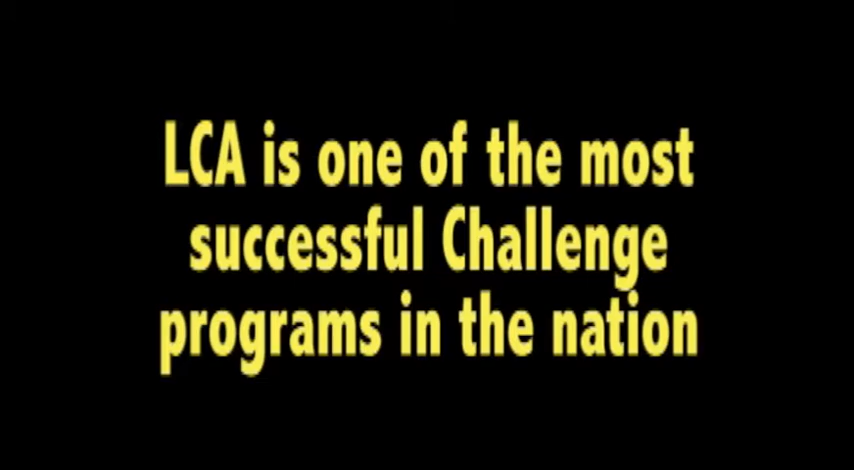 LCA is one of the most
successful Challenge
programs in the nation